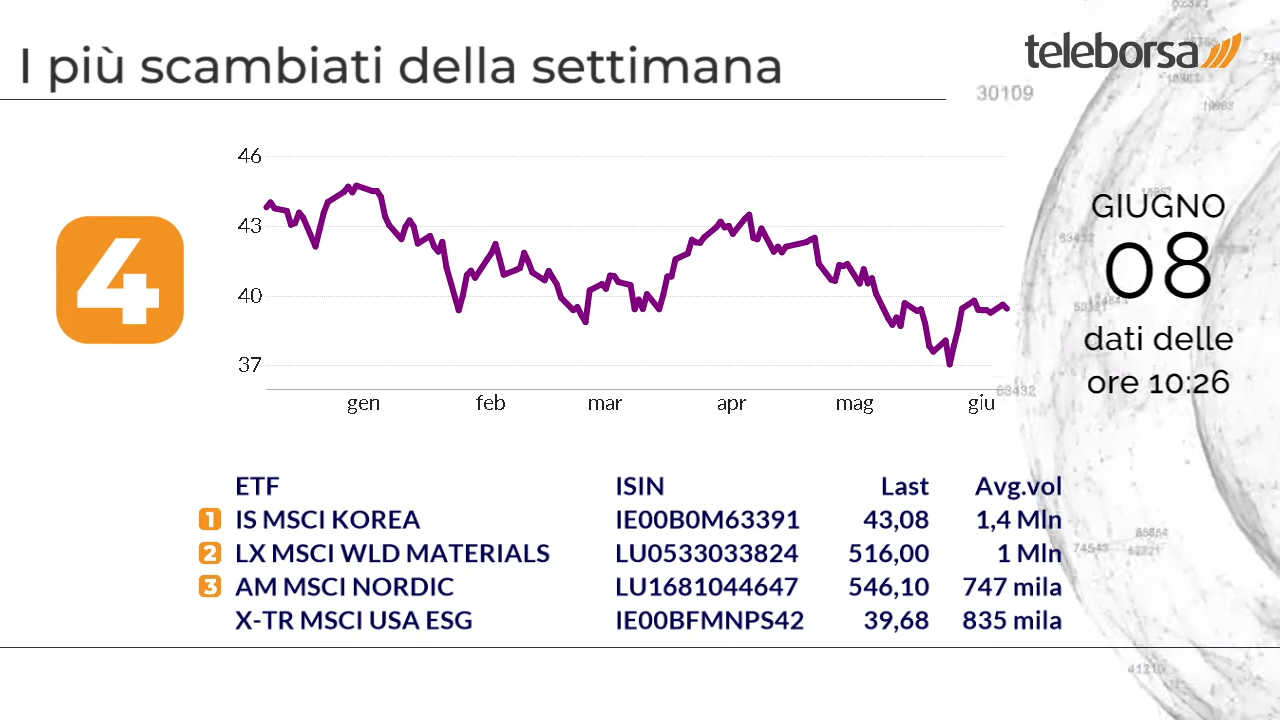 I più scambiati della settimana
teleborsa
30109
46
43
40
37
gen feb mar apr mag giu
63432
4
GIUGNO
08
dati delle
ore 10:26
ETF ISIN Last Avg.vol
1 IS MSCI KOREA IE00B0M63391 43,08 1,4 Mln
2 LX MSCI WLD MATERIALS LU0533033824 516,00 1 Mln
3 AM MSCI NORDIC LU1681044647 546,10 747 mila
X-TR MSCI USA ESG IE00BFMNPS42 39,68 835 mila